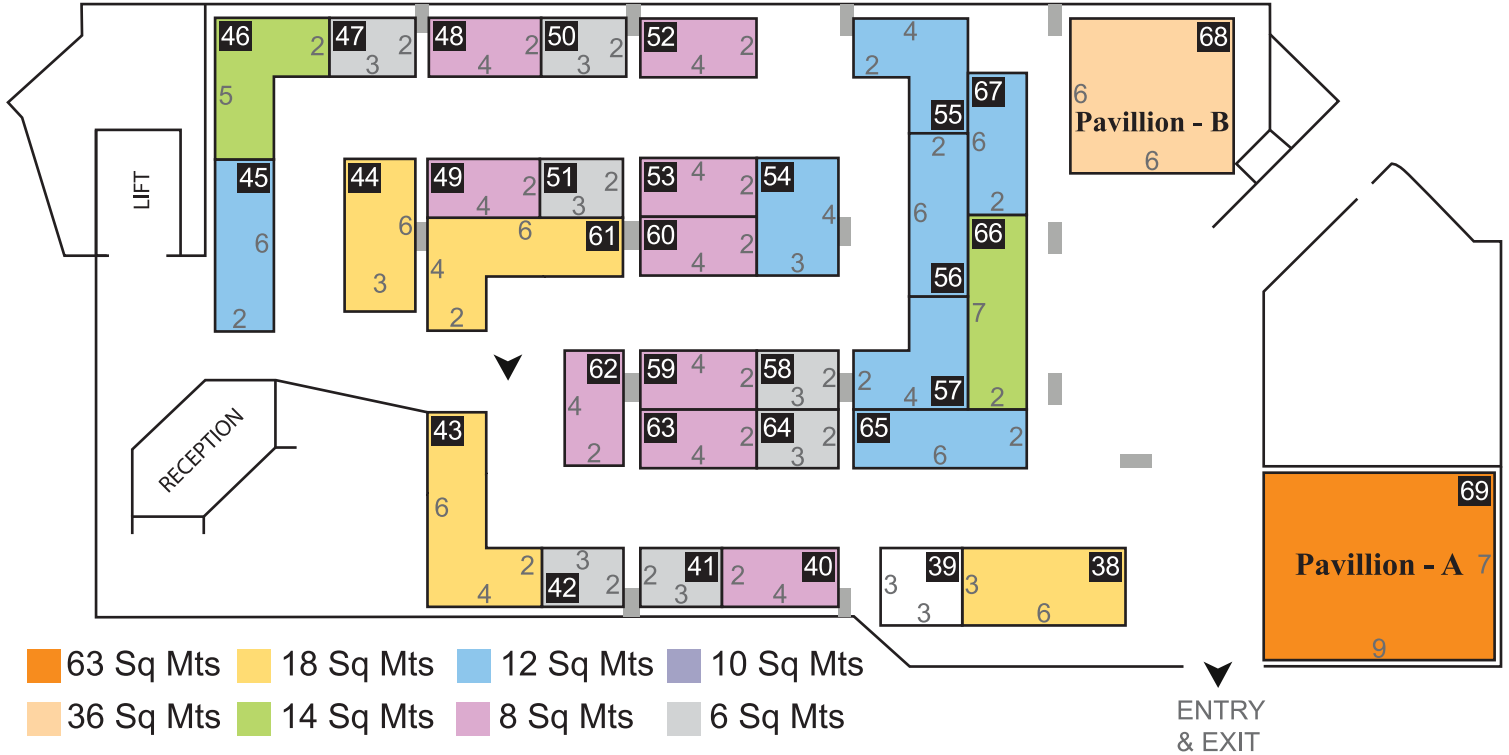 46 2 5
47 2 3
48 2 4
50 2 3
52 2 4
4 2 55
67 6 2
68 6 Pavillion - B 6
LIFT
45 6 2
44 6 3
49 2 4
51 2 3
6 61 4 2
53 4 2
60 2 4
54 4 3
2 6 56
66 7 2
62 4 2
59 4 2
58 2 3
2 4 57
63 2 4
64 2 3
65 2 6
RECEPTION
43 6 2 4
3 42 2
2 41 3
2 40 4
3 39 3
3 38 6
69 Pavillion - A 7 9
63 Sq Mts 18 Sq Mts 12 Sq Mts 10 Sq Mts
36 Sq Mts 14 Sq Mts 8 Sq Mts 6 Sq Mts
ENTRY
& EXIT